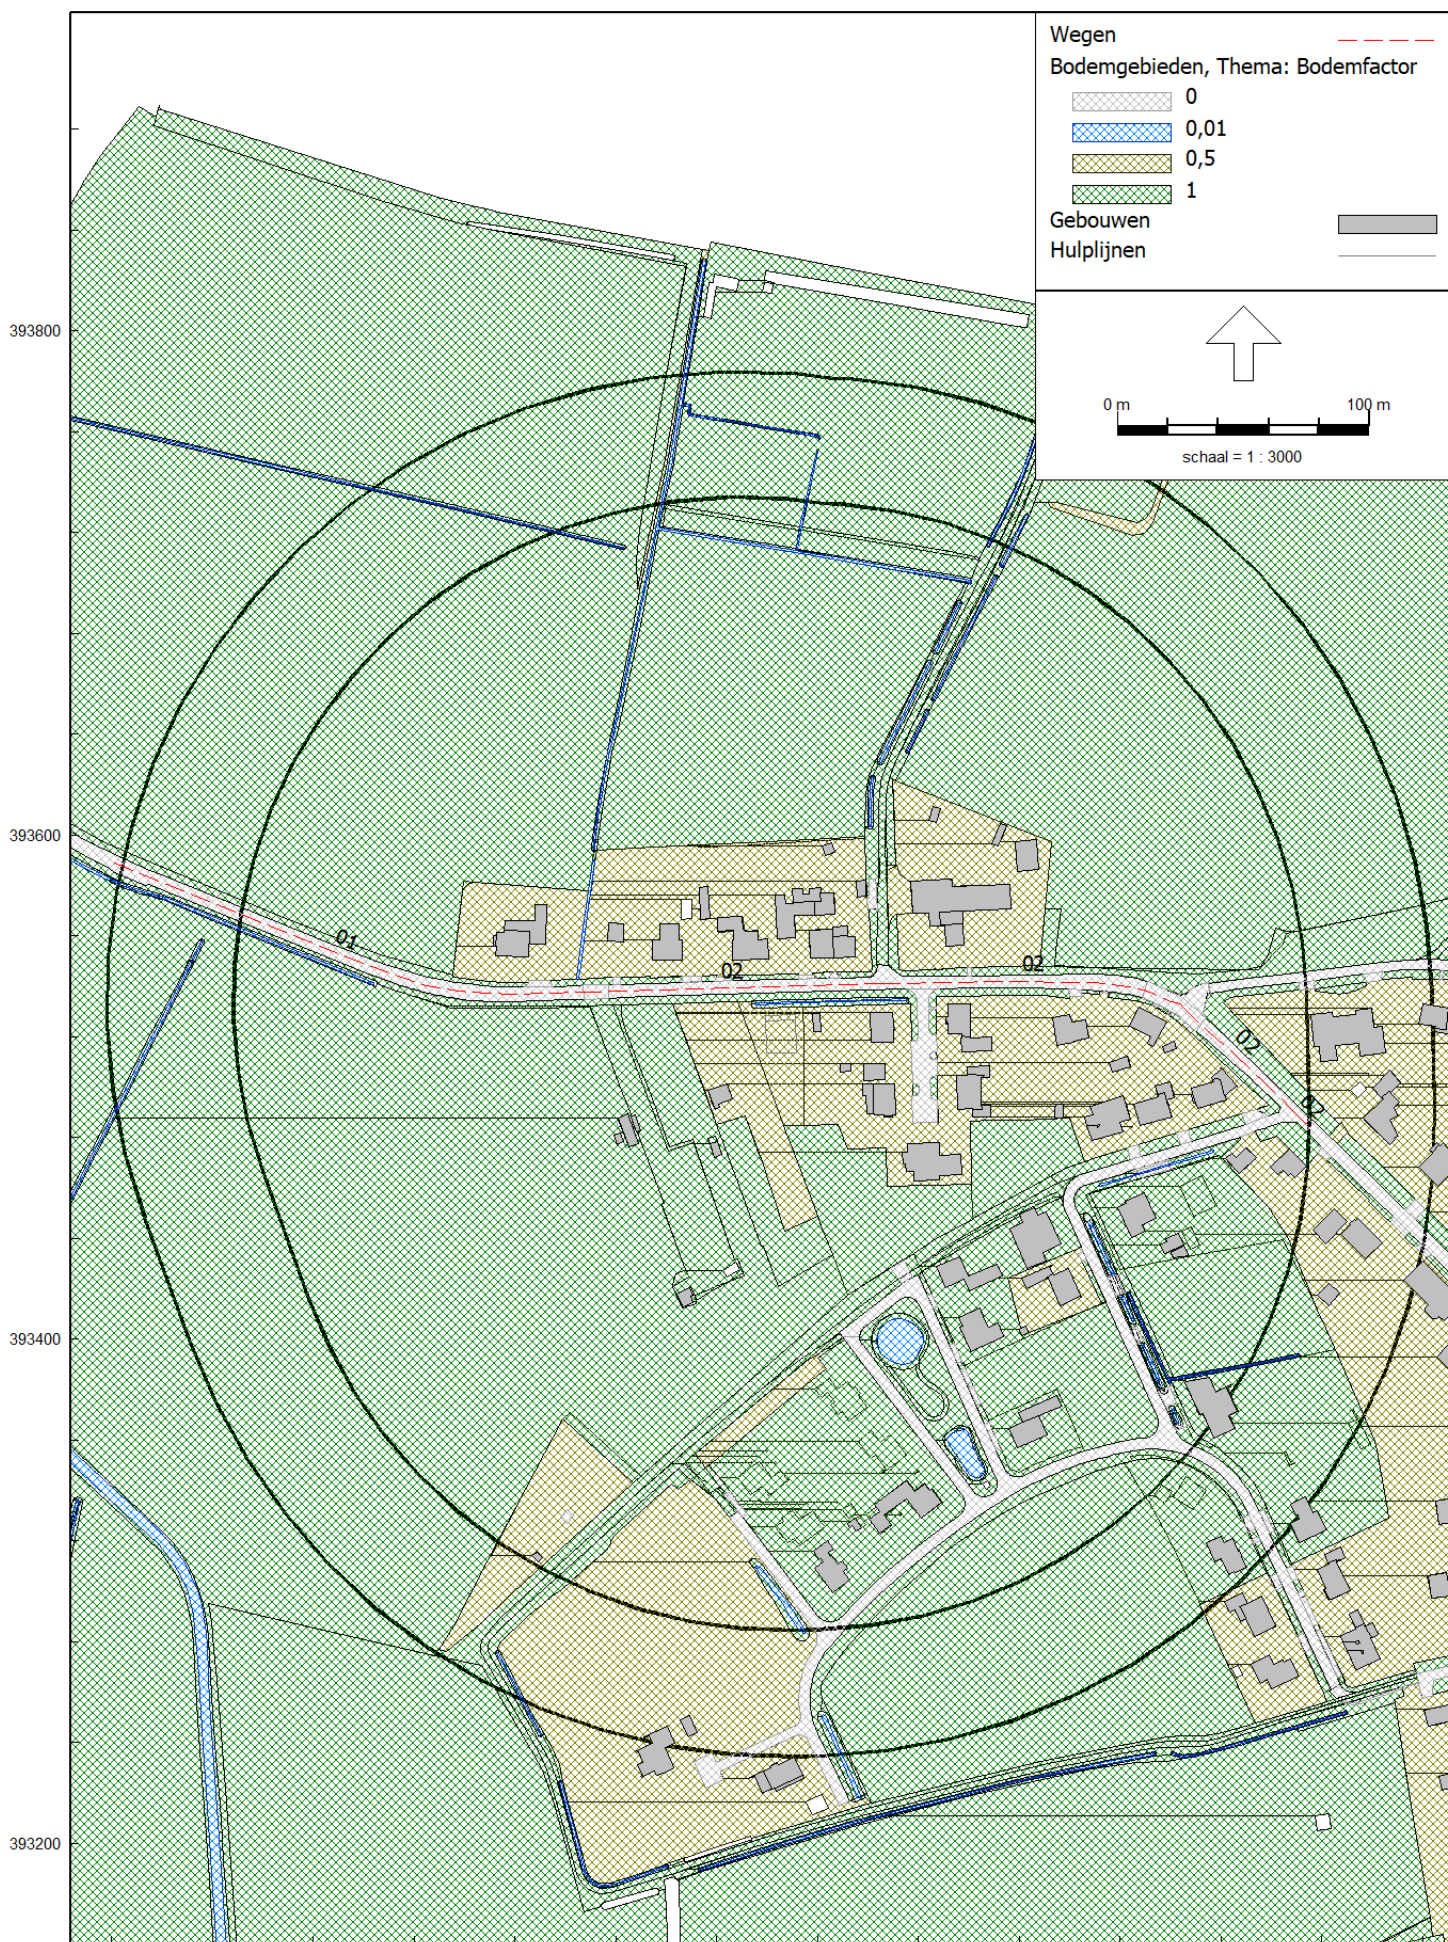 Wegen
Bodemgebieden, Thema: Bodemfactor
0
0,01
0,5
1
Gebouwen
Hulplijnen
393800
0 m 100 m
schaal = 1 : 3000
393600
01
02
02
02
02
393400
393200